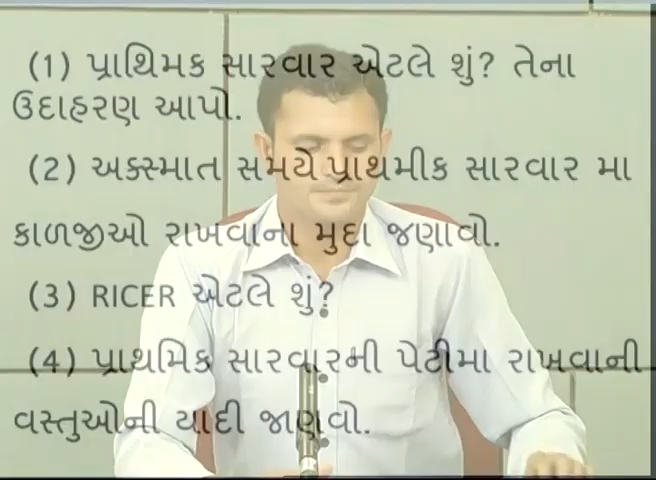 (1) પ્રાથિમક સારવાર એટલે શું? તેના
ઉદાહરણ આપો.
(2) અકસ્માત સમયે પ્રાથમીક સારવાર મા
કાળજીઓ રાખવાના મુદા જણાવો.
(3) RICER એટલે શું?
(4) પ્રાથમિક સારવારની પેટીમા રાખવાની
વસ્તુઓની યાદી જાણવો.